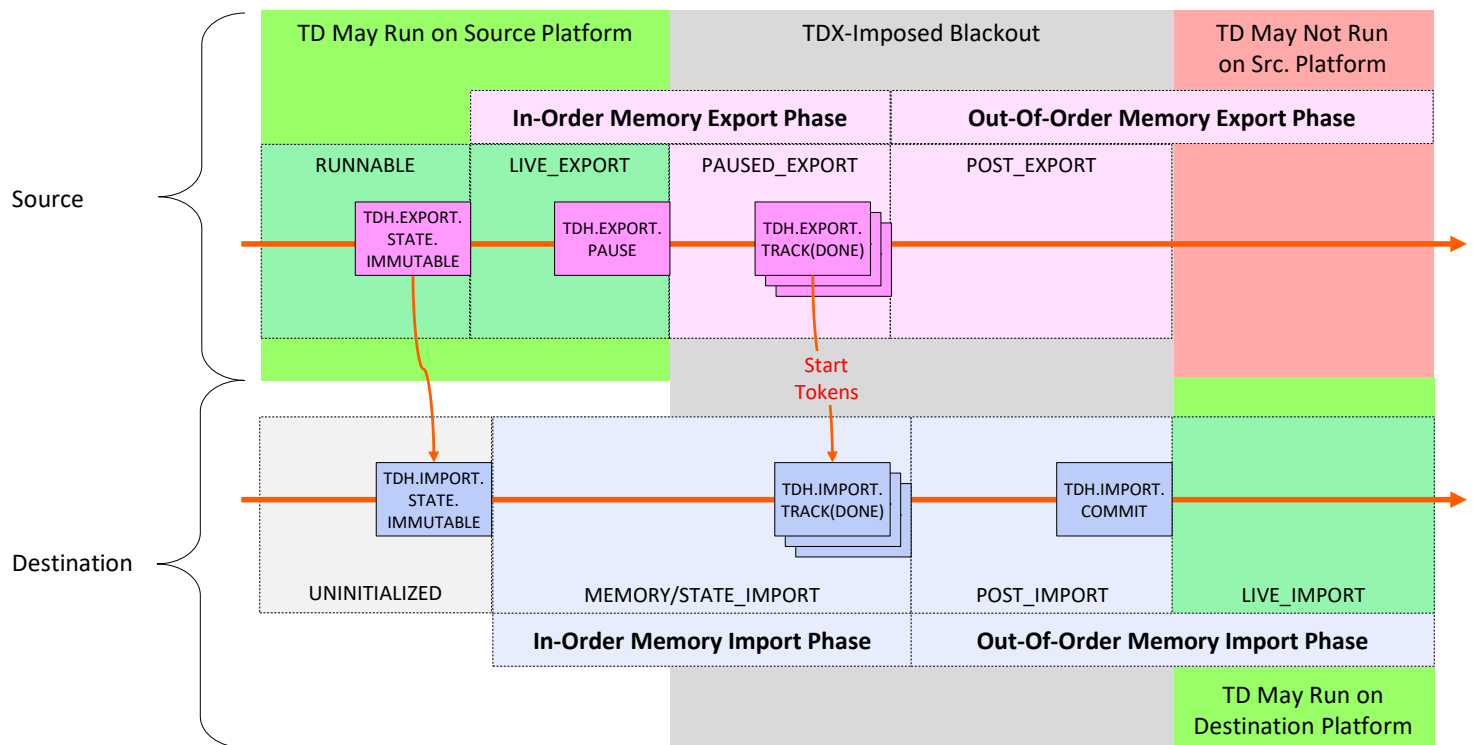 TD May Run on Source Platform
TDX-Imposed Blackout
TD May Not Run
on Src. Platform
In-Order Memory Export Phase
Out-Of-Order Memory Export Phase
RUNNABLE
LIVE_EXPORT
PAUSED_EXPORT
POST_EXPORT
Source
TDH.EXPORT.
STATE.
IMMUTABLE
TDH.EXPORT.
PAUSE
TDH.EXPORT.
TRACK(DONE)
Start
Tokens
Destination
TDH.IMPORT.
STATE.
IMMUTABLE
TDH.IMPORT.
TRACK(DONE)
TDH.IMPORT.
COMMIT
UNINITIALIZED
MEMORY/STATE_IMPORT
POST_IMPORT
LIVE_IMPORT
In-Order Memory Import Phase
Out-Of-Order Memory Import Phase
TD May Run on
Destination Platform